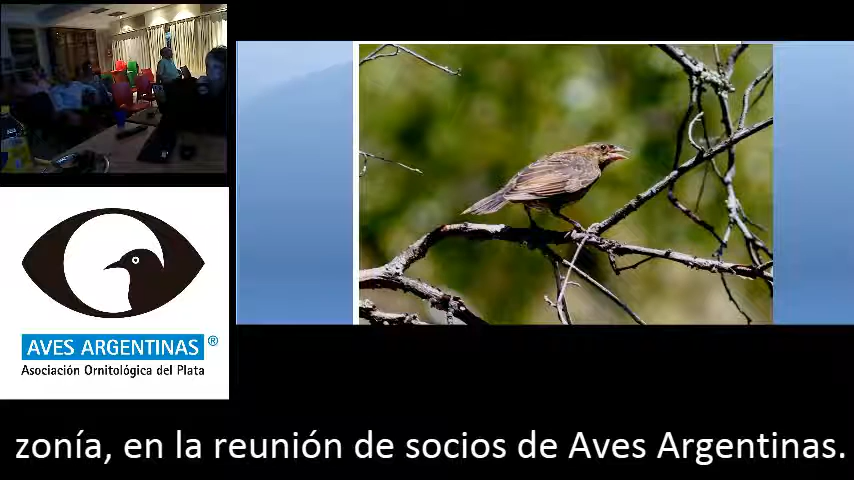 AVES ARGENTINAS ®
Asociación Ornitológica del Plata
zonía, en la reunión de socios de Aves Argentinas.